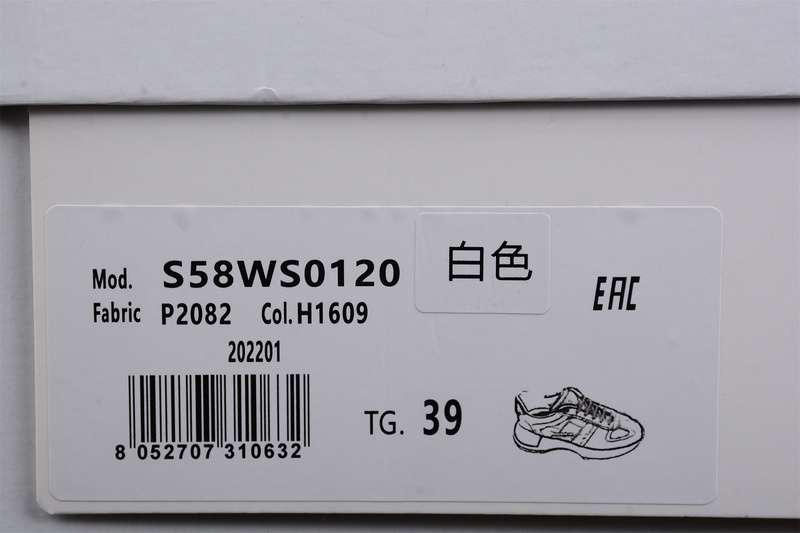 Mod. S58WS0120
白色
EAC
Fabric P2082 Col.H1609
202201
8 052707 310632
TG. 39